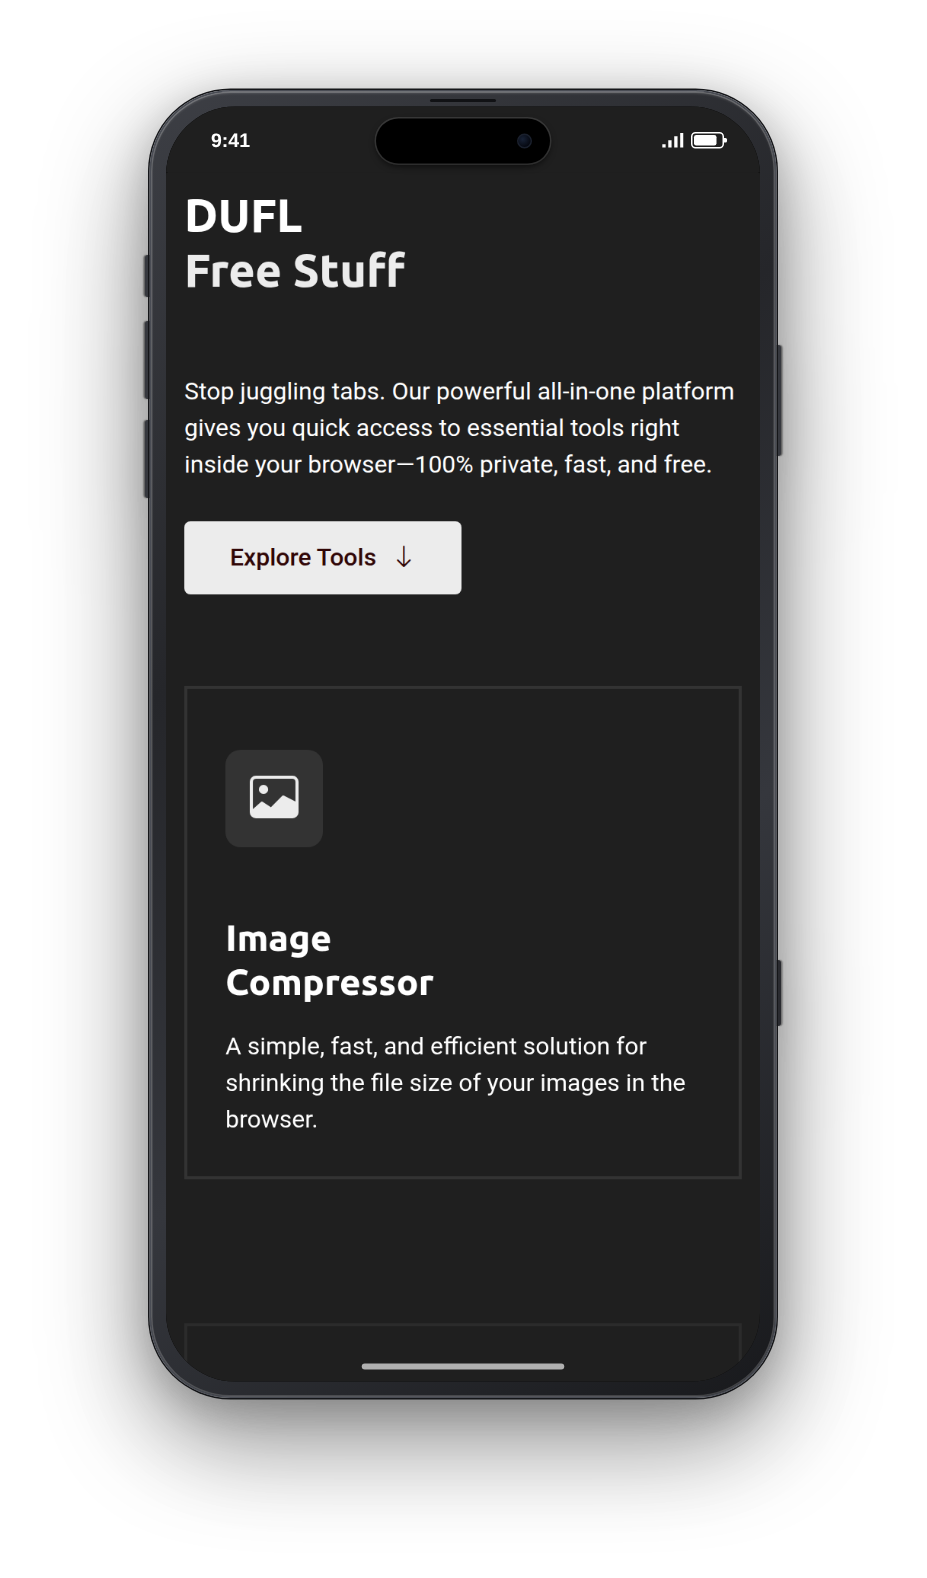 9:41
DUFL
Free Stuff
Stop juggling tabs. Our powerful all-in-one platform
gives you quick access to essential tools right
inside your browser—100% private, fast, and free.
Explore Tools ↓
Image
Compressor
A simple, fast, and efficient solution for
shrinking the file size of your images in the
browser.